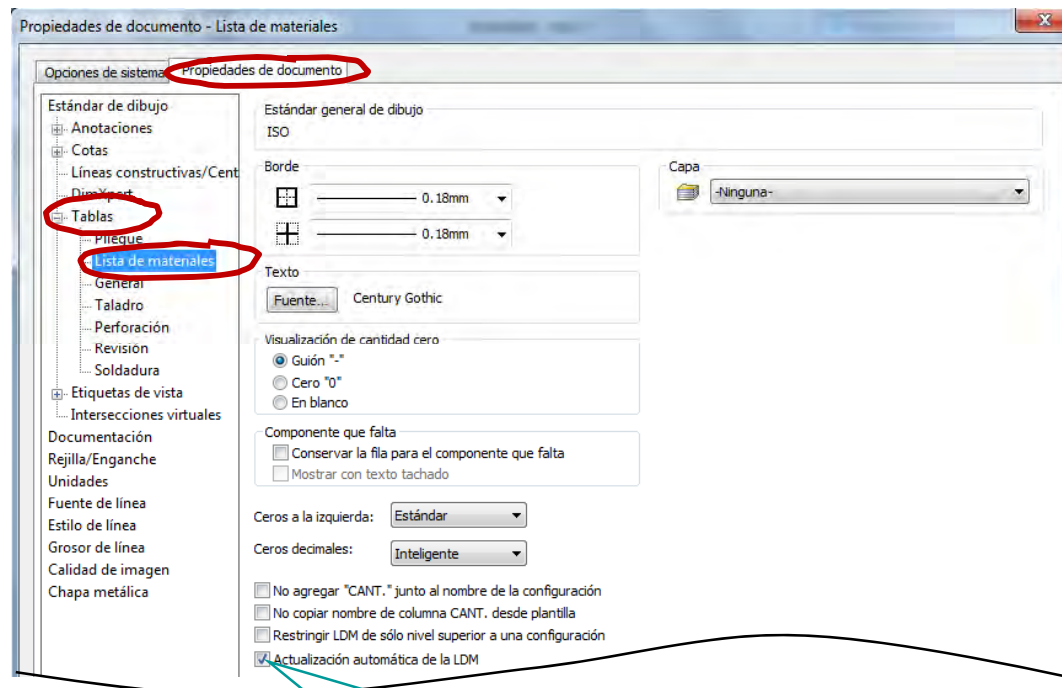 Propiedades de documento - Lista de materiales
Opciones de sistema
Propiedades de documento
Estándar de dibujo
Anotaciones
Cotas
Líneas constructivas/Cent
DimXpert
Tablas
Pliegue
Lista de materiales
General
Taladro
Perforación
Revisión
Soldadura
Etiquetas de vista
Intersecciones virtuales
Documentación
Rejilla/Enganche
Unidades
Fuente de línea
Estilo de línea
Grosor de línea
Calidad de imagen
Chapa metálica
Estándar general de dibujo
ISO
Borde
0.18mm
0.18mm
Capa
-Ninguna-
Texto
Fuente...
Century Gothic
Visualización de cantidad cero
Guión "-"
Cero "0"
En blanco
Componente que falta
Conservar la fila para el componente que falta
Mostrar con texto tachado
Ceros a la izquierda:
Estándar
Ceros decimales:
Inteligente
No agregar "CANT." junto al nombre de la configuración
No copiar nombre de columna CANT. desde plantilla
Restringir LDM de sólo nivel superior a una configuración
Actualización automática de la LDM